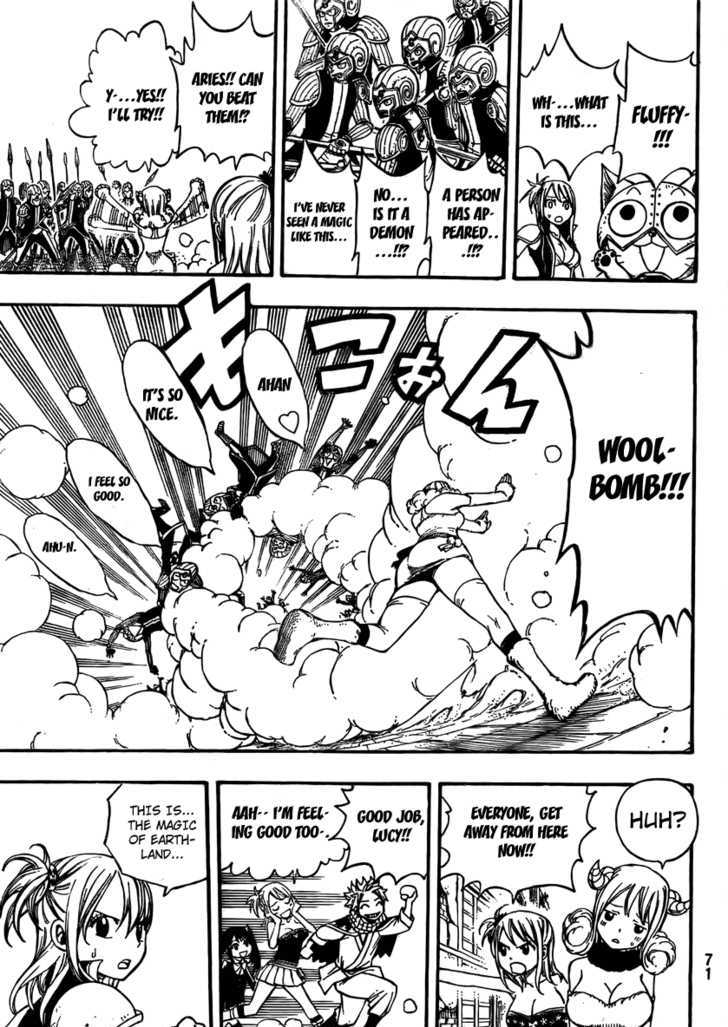 FLUFFY-
!!!
WH-...WHAT
IS THIS...
A PERSON
HAS AP-
PEARED..
..!!?
NO...
IS IT A
DEMON
...!!?
I'VE NEVER
SEEN A MAGIC
LIKE THIS...
ARIES!! CAN
YOU BEAT
THEM!?
Y-...YES!!
I'LL TRY!!
WOOL-
BOMB!!!
もこぉん
AHAN
♡
IT'S SO
NICE.
I FEEL SO
GOOD.
AHU-N.
HUH?
EVERYONE, GET
AWAY FROM HERE
NOW!!
GOOD JOB,
LUCY!!
AAH-- I'M FEEL-
ING GOOD TOO-.
THIS IS...
THE MAGIC
OF EARTH-
LAND...
71